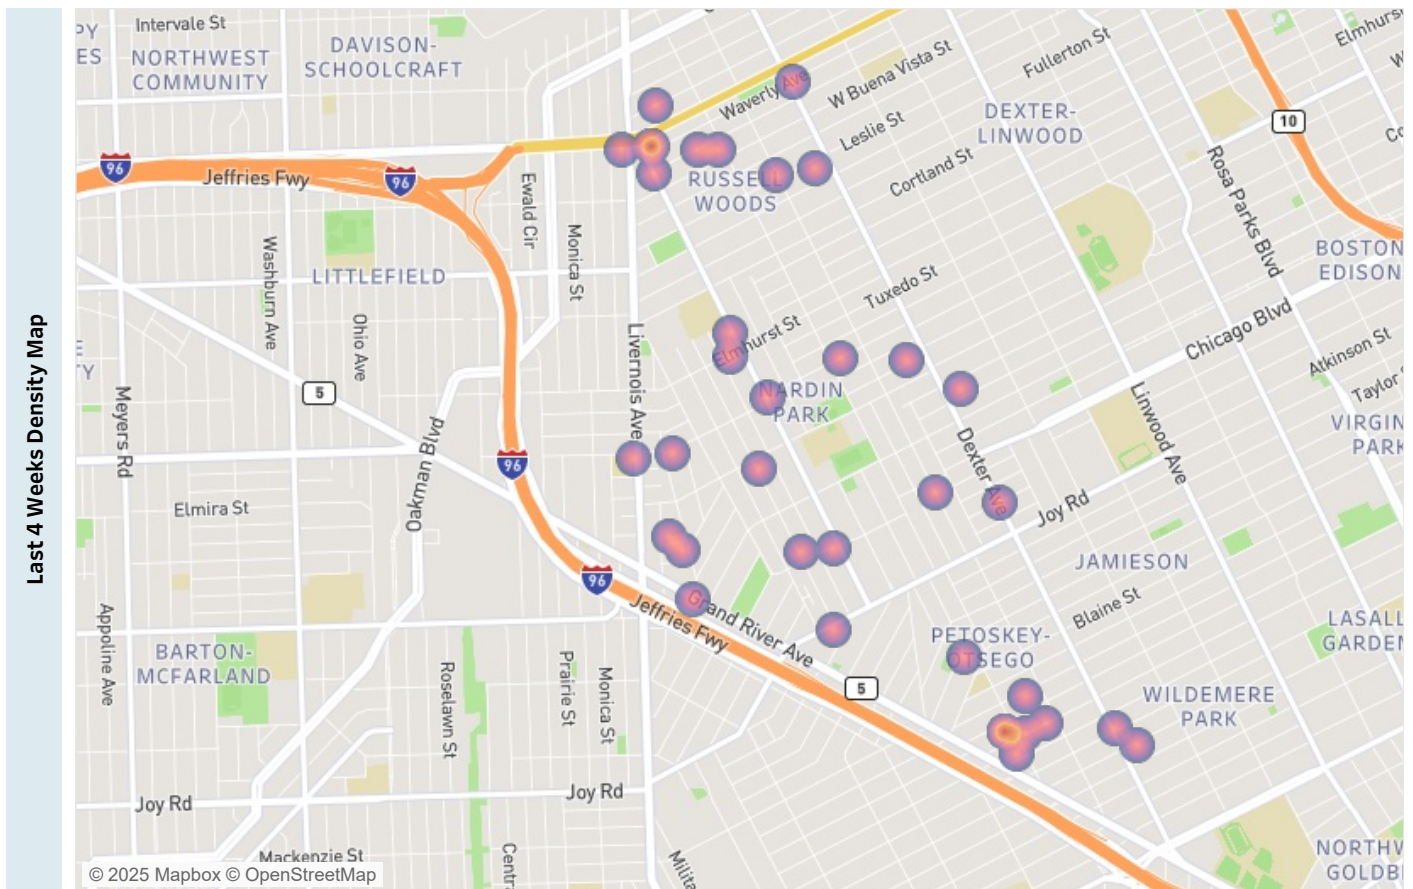 Last 4 Weeks Density Map
Intervale St
NORTHWEST
COMMUNITY
DAVISON-
SCHOOLCRAFT
Fullerton St
Elmhurs
W Buena Vista St
Waverly Ave
DEXTER-
LINWOOD
10
Leslie St
96
96
Jeffries Fwy
Cortland St
Ewald Cir
RUSSELL
WOODS
Rosa Parks Blvd
Monica St
Washburn Ave
LITTLEFIELD
BOSTON
EDISON
Tuxedo St
Ohio Ave
Livernois Ave
Elmhurst St
Chicago Blvd
Atkinson St
Taylor
5
Meyers Rd
NARDIN
PARK
Linwood Ave
VIRGIN
PARK
Oakman Blvd
96
Dexter Ave
Elmira St
Joy Rd
JAMIESON
96
Jeffries Fwy
Grand River Ave
Blaine St
Appoline Ave
BARTON-
MCFARLAND
PETOSKEY-
OTSEGO
LASALL
GARDEN
Roselawn St
Prairie St
Monica St
5
WILDEMERE
PARK
Joy Rd
Joy Rd
Mackenzie St
Centr
Milita
NORTHW
GOLDB
© 2025 Mapbox © OpenStreetMap